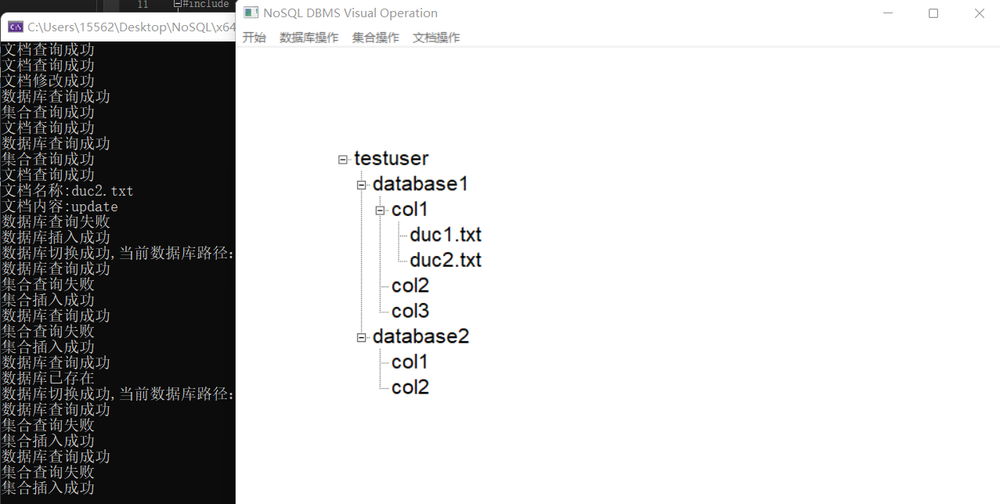 11 #include
C:\Users\15562\Desktop\NoSQL\x64
文档查询成功
文档查询成功
文档修改成功
数据库查询成功
集合查询成功
文档查询成功
数据库查询成功
集合查询成功
文档查询成功
文档名称:duc2.txt
文档内容:update
数据库查询失败
数据库插入成功
数据库切换成功,当前数据库路径:
数据库查询成功
集合查询失败
集合插入成功
数据库查询成功
集合查询失败
集合插入成功
数据库查询成功
数据库已存在
数据库切换成功,当前数据库路径:
数据库查询成功
集合查询失败
集合插入成功
数据库查询成功
集合查询失败
集合插入成功
NoSQL DBMS Visual Operation
开始 数据库操作 集合操作 文档操作
testuser
database1
col1
duc1.txt
duc2.txt
col2
col3
database2
col1
col2